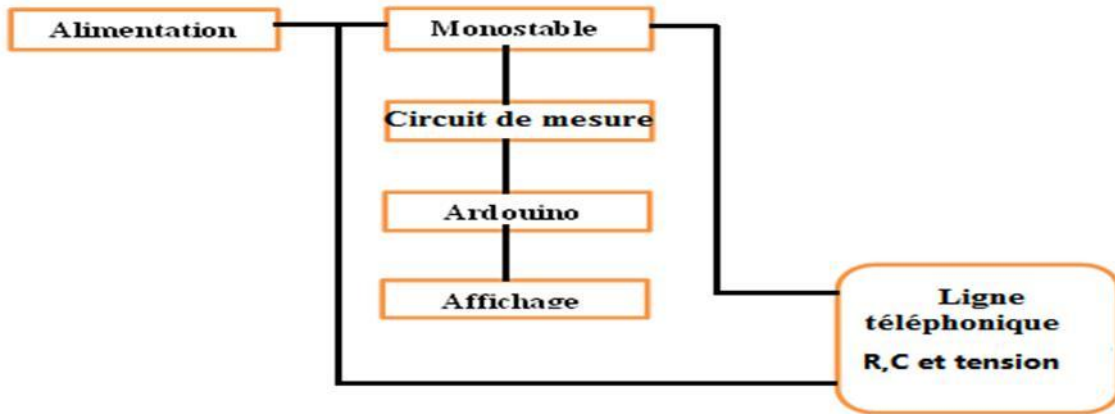 Alimentation
Monostable
Circuit de mesure
Ardouino
Affichage
Ligne
téléphonique
R,C et tension